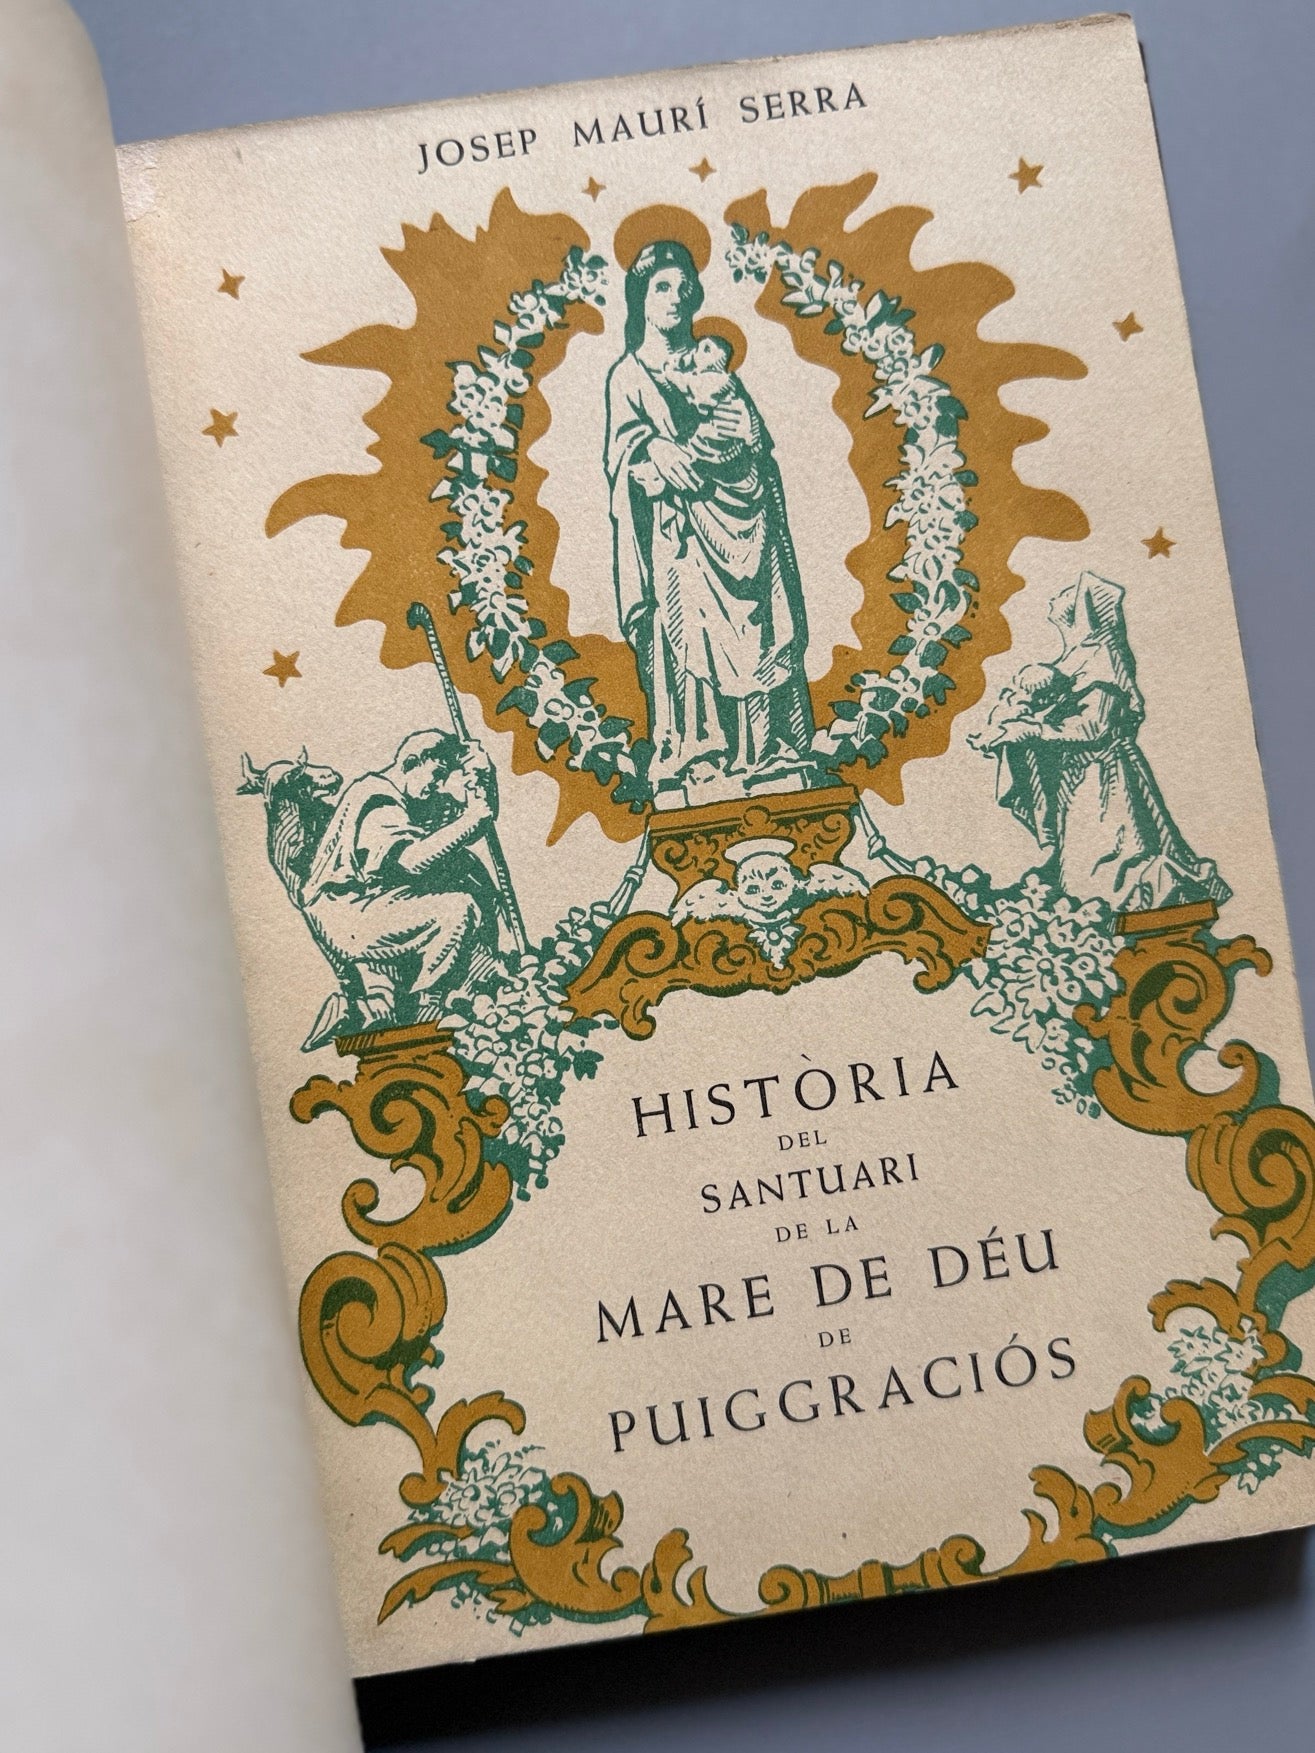 JOSEP MAURÍ SERRA
HISTÒRIA
DEL
SANTUARI
DE LA
MARE DE DÉU
DE
PUIGGRACIÓS